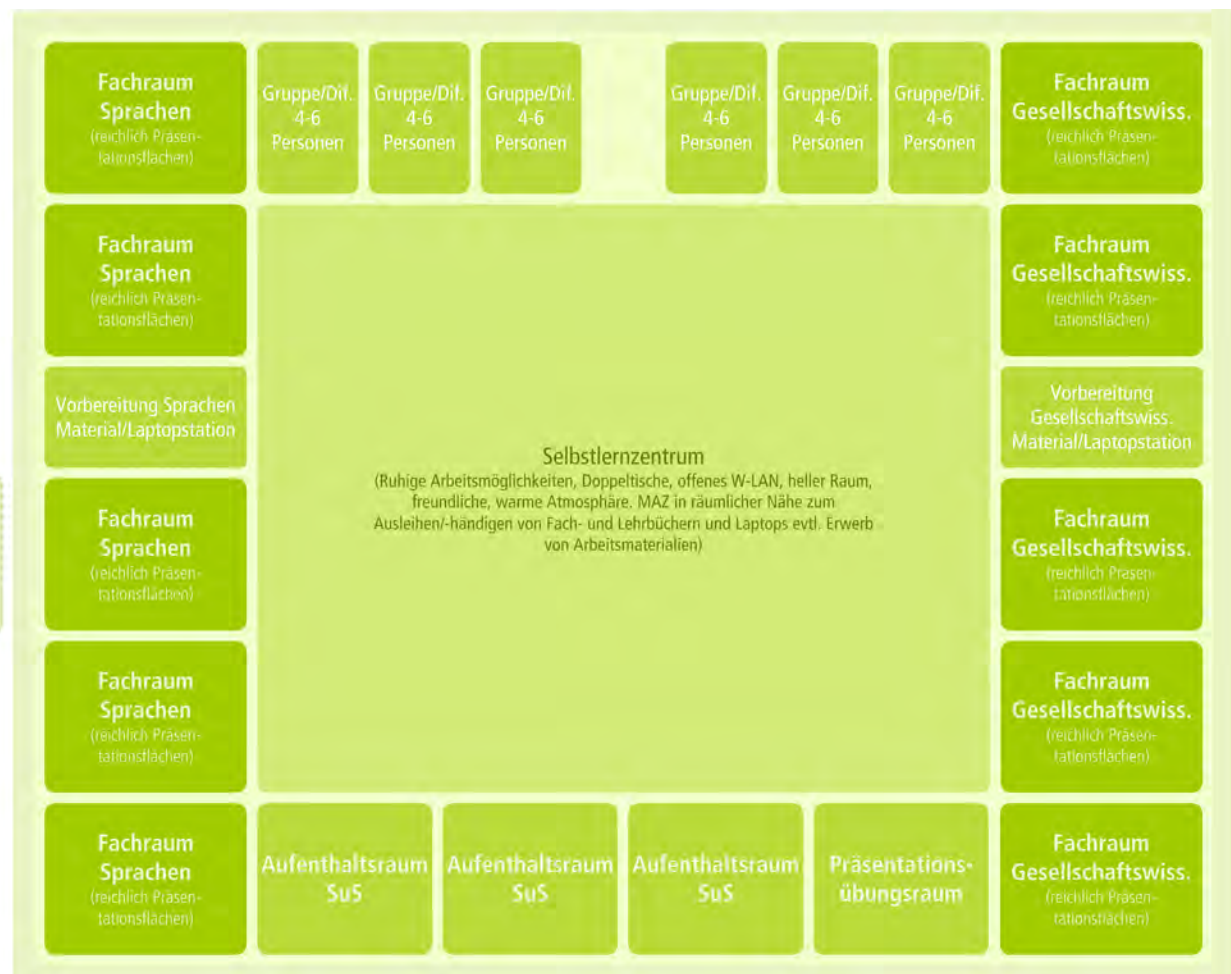 Fachraum
Sprachen
(reichlich Präsen-
tationsflächen)
Gruppe/Dif.
4-6
Personen
Gruppe/Dif.
4-6
Personen
Gruppe/Dif.
4-6
Personen
Gruppe/Dif.
4-6
Personen
Gruppe/Dif.
4-6
Personen
Gruppe/Dif.
4-6
Personen
Fachraum
Gesellschaftswiss.
(reichlich Präsen-
tationsflächen)
Fachraum
Sprachen
(reichlich Präsen-
tationsflächen)
Fachraum
Gesellschaftswiss.
(reichlich Präsen-
tationsflächen)
Vorbereitung Sprachen
Material/Laptopstation
Vorbereitung
Gesellschaftswiss.
Material/Laptopstation
Selbstlernzentrum
(Ruhige Arbeitsmöglichkeiten, Doppeltische, offenes W-LAN, heller Raum,
freundliche, warme Atmosphäre. MAZ in räumlicher Nähe zum
Ausleihen/-händigen von Fach- und Lehrbüchern und Laptops evtl. Erwerb
von Arbeitsmaterialien)
Fachraum
Sprachen
(reichlich Präsen-
tationsflächen)
Fachraum
Gesellschaftswiss.
(reichlich Präsen-
tationsflächen)
Fachraum
Sprachen
(reichlich Präsen-
tationsflächen)
Fachraum
Gesellschaftswiss.
(reichlich Präsen-
tationsflächen)
Fachraum
Sprachen
(reichlich Präsen-
tationsflächen)
Aufenthaltsraum
SuS
Aufenthaltsraum
SuS
Aufenthaltsraum
SuS
Präsentations-
übungsraum
Fachraum
Gesellschaftswiss.
(reichlich Präsen-
tationsflächen)